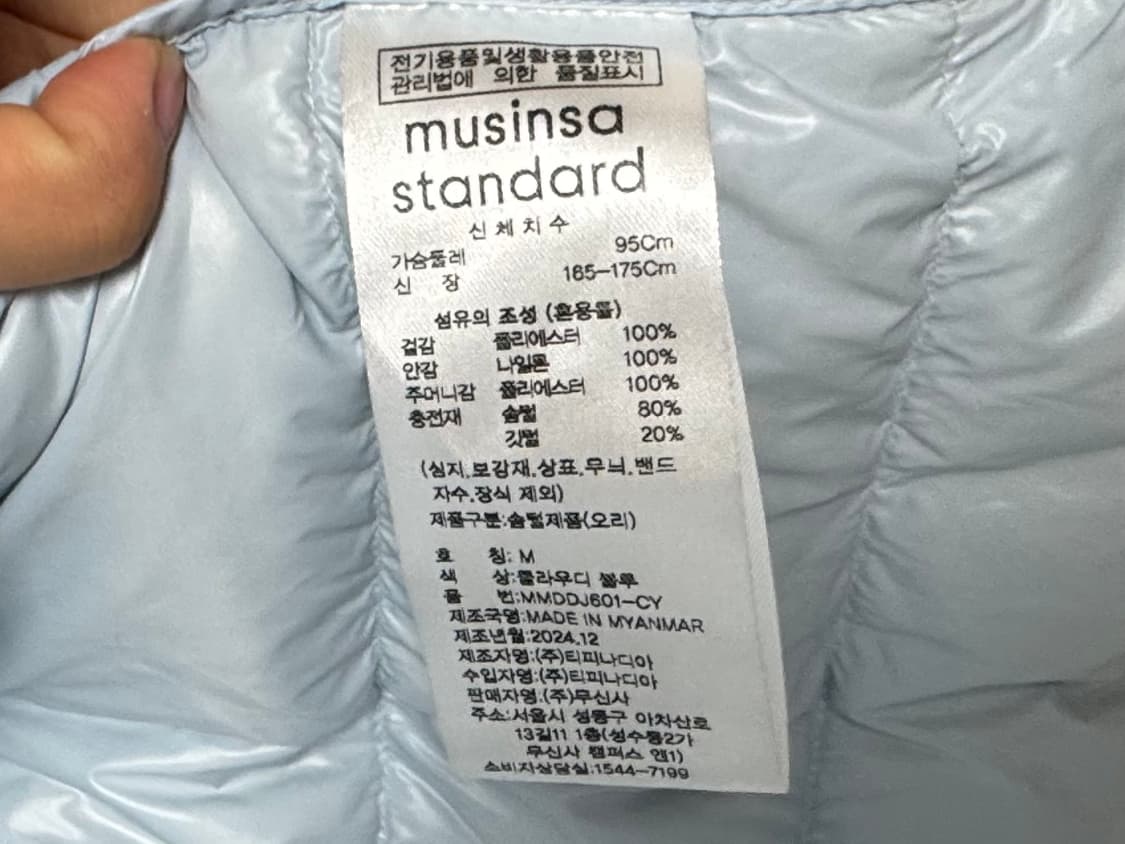 전기용품및생활용품안전
관리법에 의한 품질표시
musinsa
standard
신체치수
가슴둘레 95Cm
신 장 165-175Cm
섬유의 조성 (혼용률)
겉감 폴리에스터 100%
안감 나일론 100%
주머니감 폴리에스터 100%
충전재 솜털 80%
깃털 20%
(심지,보강재,상표,무늬,밴드
자수,장식 제외)
제품구분:솜털제품(오리)
호 칭: M
색 상:클라우디 블루
품 번:MMDDJ601-CY
제조국명:MADE IN MYANMAR
제조년월:2024.12
제조자명:(주)티피나디아
수입자명:(주)티피나디아
판매자명:(주)무신사
주소:서울시 성동구 아차산로
13길11 1층(성수동2가
무신사 캠퍼스 엔1)
소비자상담실:1544-7199